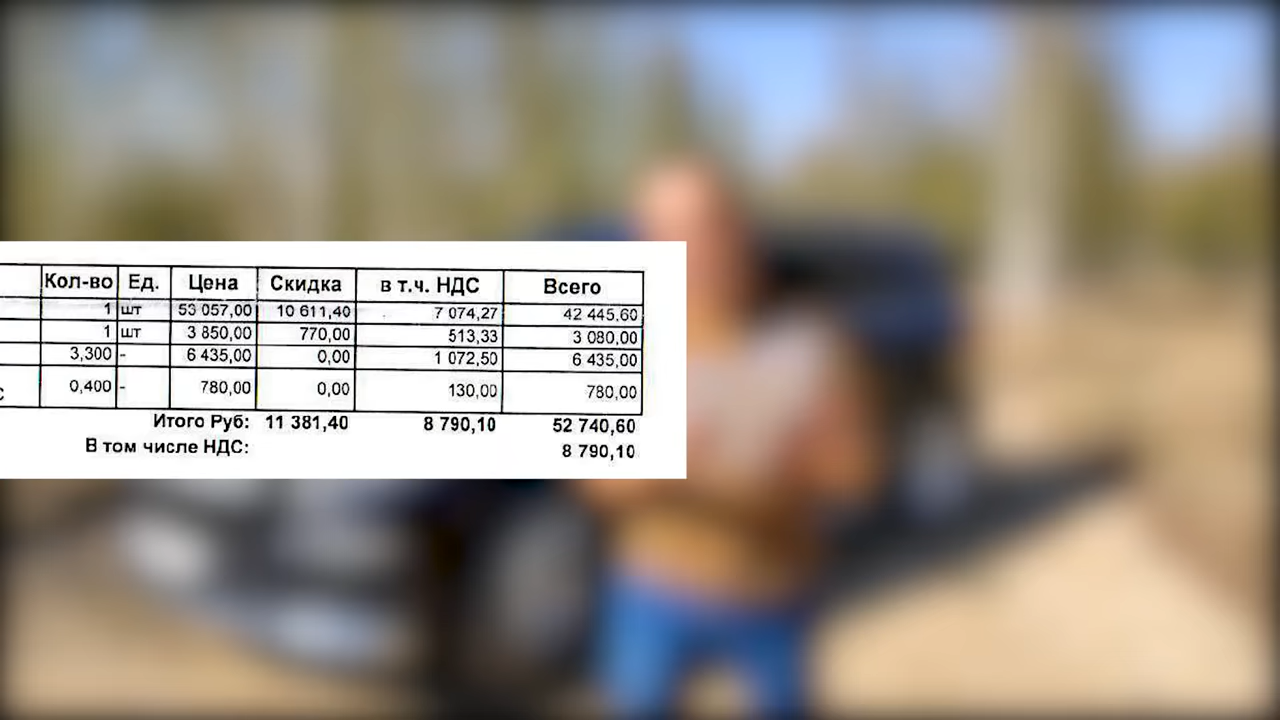 Кол-во Ед. Цена Скидка в т.ч. НДС Всего
1 шт 53 057,00 10 611,40 7 074,27 42 445,60
1 шт 3 850,00 770,00 513,33 3 080,00
3,300 - 6 435,00 0,00 1 072,50 6 435,00
0,400 - 780,00 0,00 130,00 780,00
с
Итого Руб: 11 381,40 8 790,10 52 740,60
В том числе НДС: 8 790,10